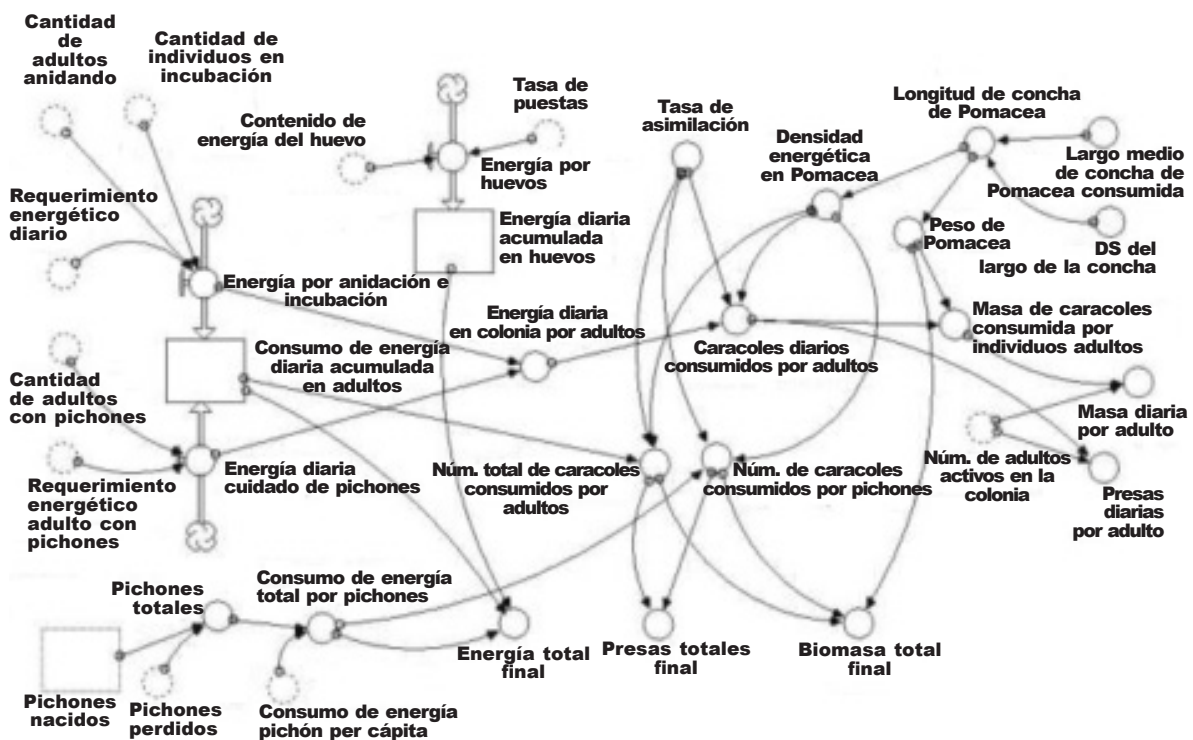 Cantidad
de
adultos
anidando
Cantidad de
individuos en
incubación
Contenido de
energía del huevo
Tasa de
puestas
Energía por
huevos
Tasa de
asimilación
Densidad
energética
en Pomacea
Longitud de concha
de Pomacea
Largo medio
de concha de
Pomacea consumida
Requerimiento
energético
diario
Energía diaria
acumulada
en huevos
Peso de
Pomacea
DS del
largo de la concha
Energía por anidación e
incubación
Energía diaria
en colonia por adultos
Masa de caracoles
consumida por
individuos adultos
Consumo de energía
diaria acumulada
en adultos
Caracoles diarios
consumidos por adultos
Cantidad
de adultos
con pichones
Masa diaria
por adulto
Requerimiento
energético
adulto con
pichones
Energía diaria
cuidado de pichones
Núm. total de caracoles
consumidos por
adultos
Núm. de caracoles
consumidos por pichones
Núm. de adultos
activos en la
colonia
Presas
diarias
por adulto
Pichones
totales
Consumo de energía
total por pichones
Energía total
final
Presas totales
final
Biomasa total
final
Pichones
nacidos
Pichones
perdidos
Consumo de energía
pichón per cápita